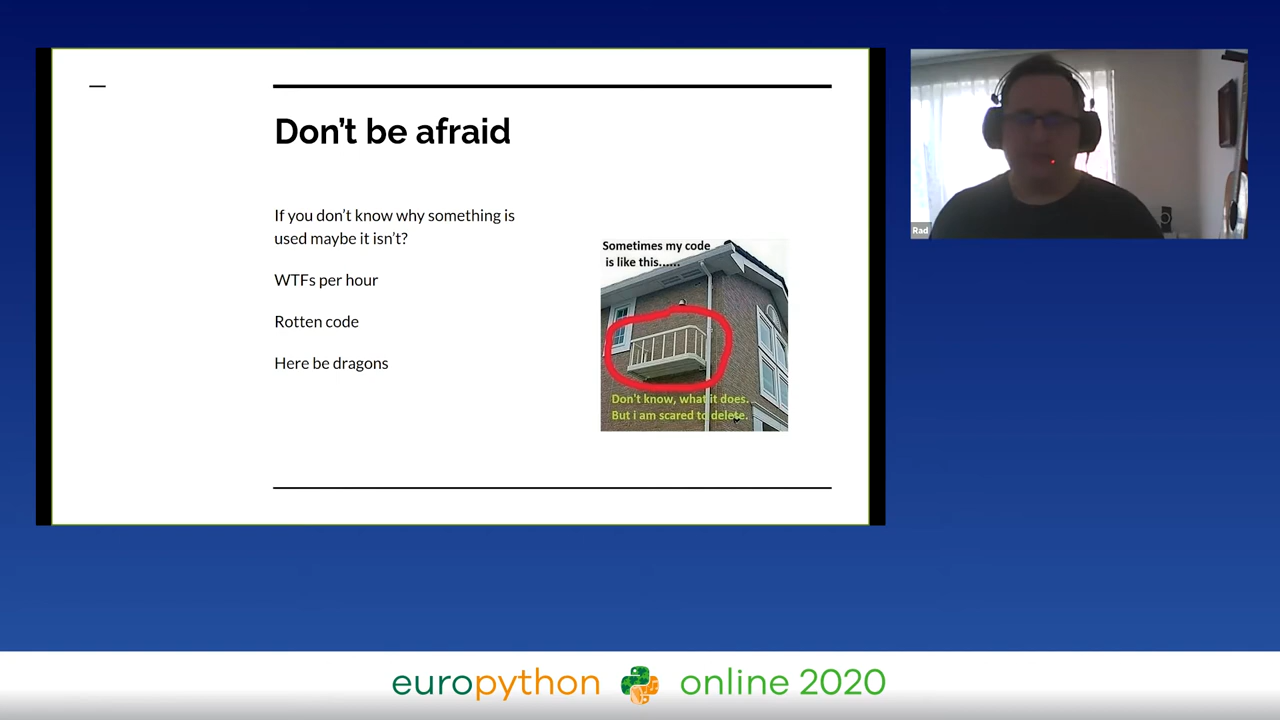 Don't be afraid
If you don't know why something is
used maybe it isn't?
WTFs per hour
Rotten code
Here be dragons
Sometimes my code
is like this......
Don't know, what it does..
But i am scared to delete.
Rad
europython online 2020